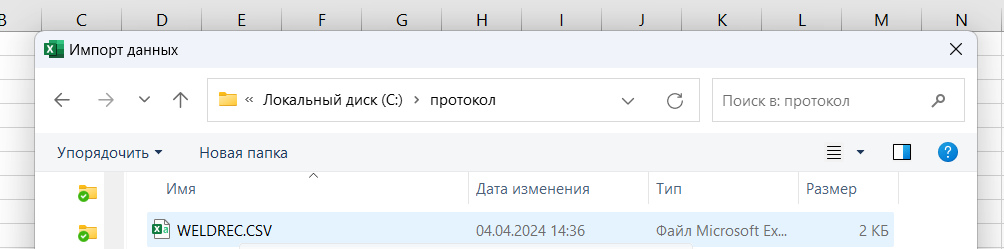 B C D E F G H I J K L M N
Импорт данных
« Локальный диск (C:) > протокол
Поиск в: протокол
Упорядочить Новая папка
Имя Дата изменения Тип Размер
WELDREC.CSV 04.04.2024 14:36 Файл Microsoft Ex... 2 КБ